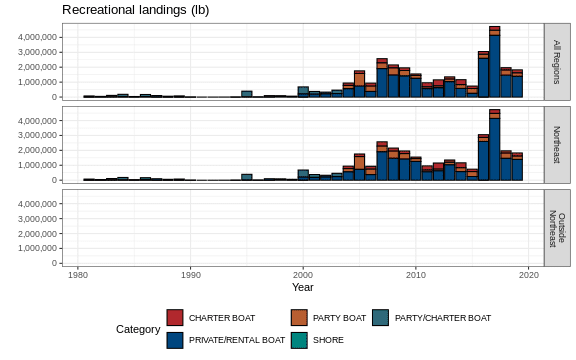 Recreational landings (lb)
4,000,000
3,000,000
2,000,000
1,000,000
0
All Regions
4,000,000
3,000,000
2,000,000
1,000,000
0
Northeast
4,000,000
3,000,000
2,000,000
1,000,000
0
Outside
Northeast
1980 1990 2000 2010 2020
Year
Category
CHARTER BOAT PARTY BOAT PARTY/CHARTER BOAT
PRIVATE/RENTAL BOAT SHORE